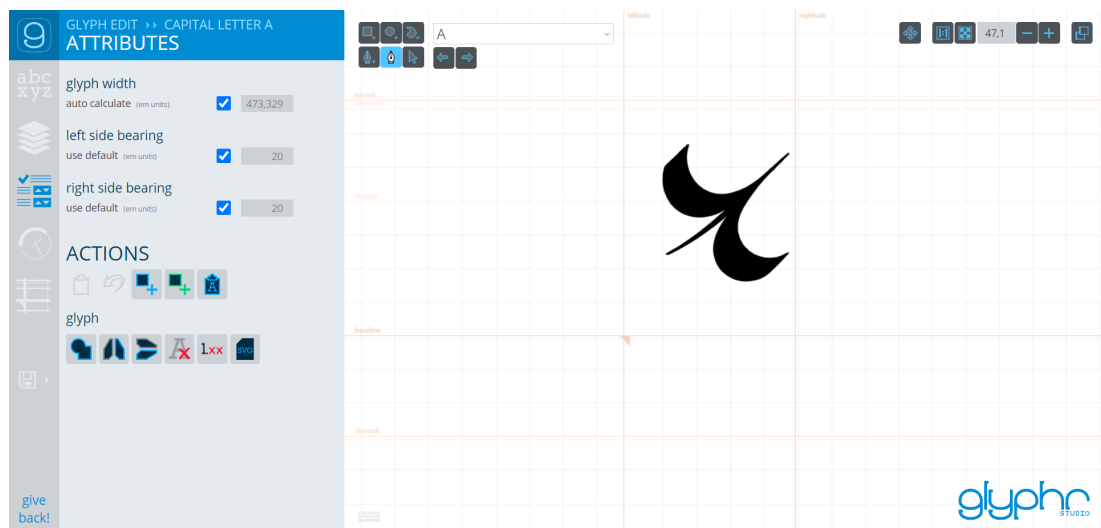 GLYPH EDIT ›› CAPITAL LETTER A
ATTRIBUTES
abc
xyz
glyph width
auto calculate (em units) 473,329
left side bearing
use default (em units) 20
right side bearing
use default (em units) 20
ACTIONS
A
glyph
A 1.xx SVG
give
back!
A
leftside
rightside
1:1
47,1
ascent
capheight
xheight
baseline
descent
glyphr
STUDIO